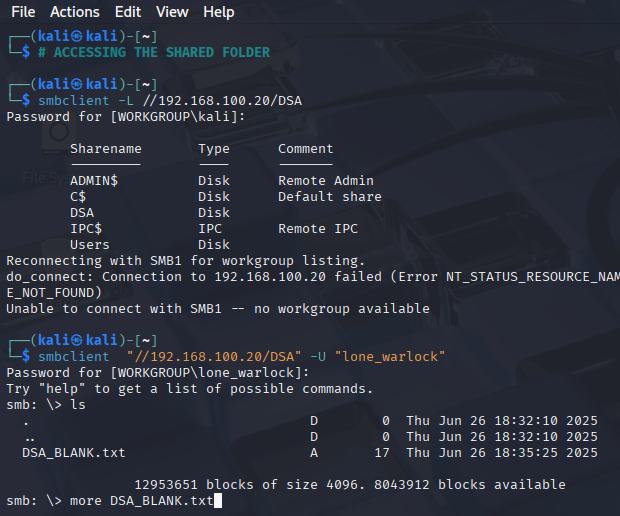 File Actions Edit View Help
┌──(kali㉿kali)-[~]
└─$ # ACCESSING THE SHARED FOLDER
┌──(kali㉿kali)-[~]
└─$ smbclient -L //192.168.100.20/DSA
Password for [WORKGROUP\kali]:
Sharename Type Comment
--------- ---- -------
ADMIN$ Disk Remote Admin
C$ Disk Default share
DSA Disk
IPC$ IPC Remote IPC
Users Disk
Reconnecting with SMB1 for workgroup listing.
do_connect: Connection to 192.168.100.20 failed (Error NT_STATUS_RESOURCE_NAM
E_NOT_FOUND)
Unable to connect with SMB1 -- no workgroup available
┌──(kali㉿kali)-[~]
└─$ smbclient "//192.168.100.20/DSA" -U "lone_warlock"
Password for [WORKGROUP\lone_warlock]:
Try "help" to get a list of possible commands.
smb: \> ls
. D 0 Thu Jun 26 18:32:10 2025
.. D 0 Thu Jun 26 18:32:10 2025
DSA_BLANK.txt A 17 Thu Jun 26 18:35:25 2025
12953651 blocks of size 4096. 8043912 blocks available
smb: \> more DSA_BLANK.txt